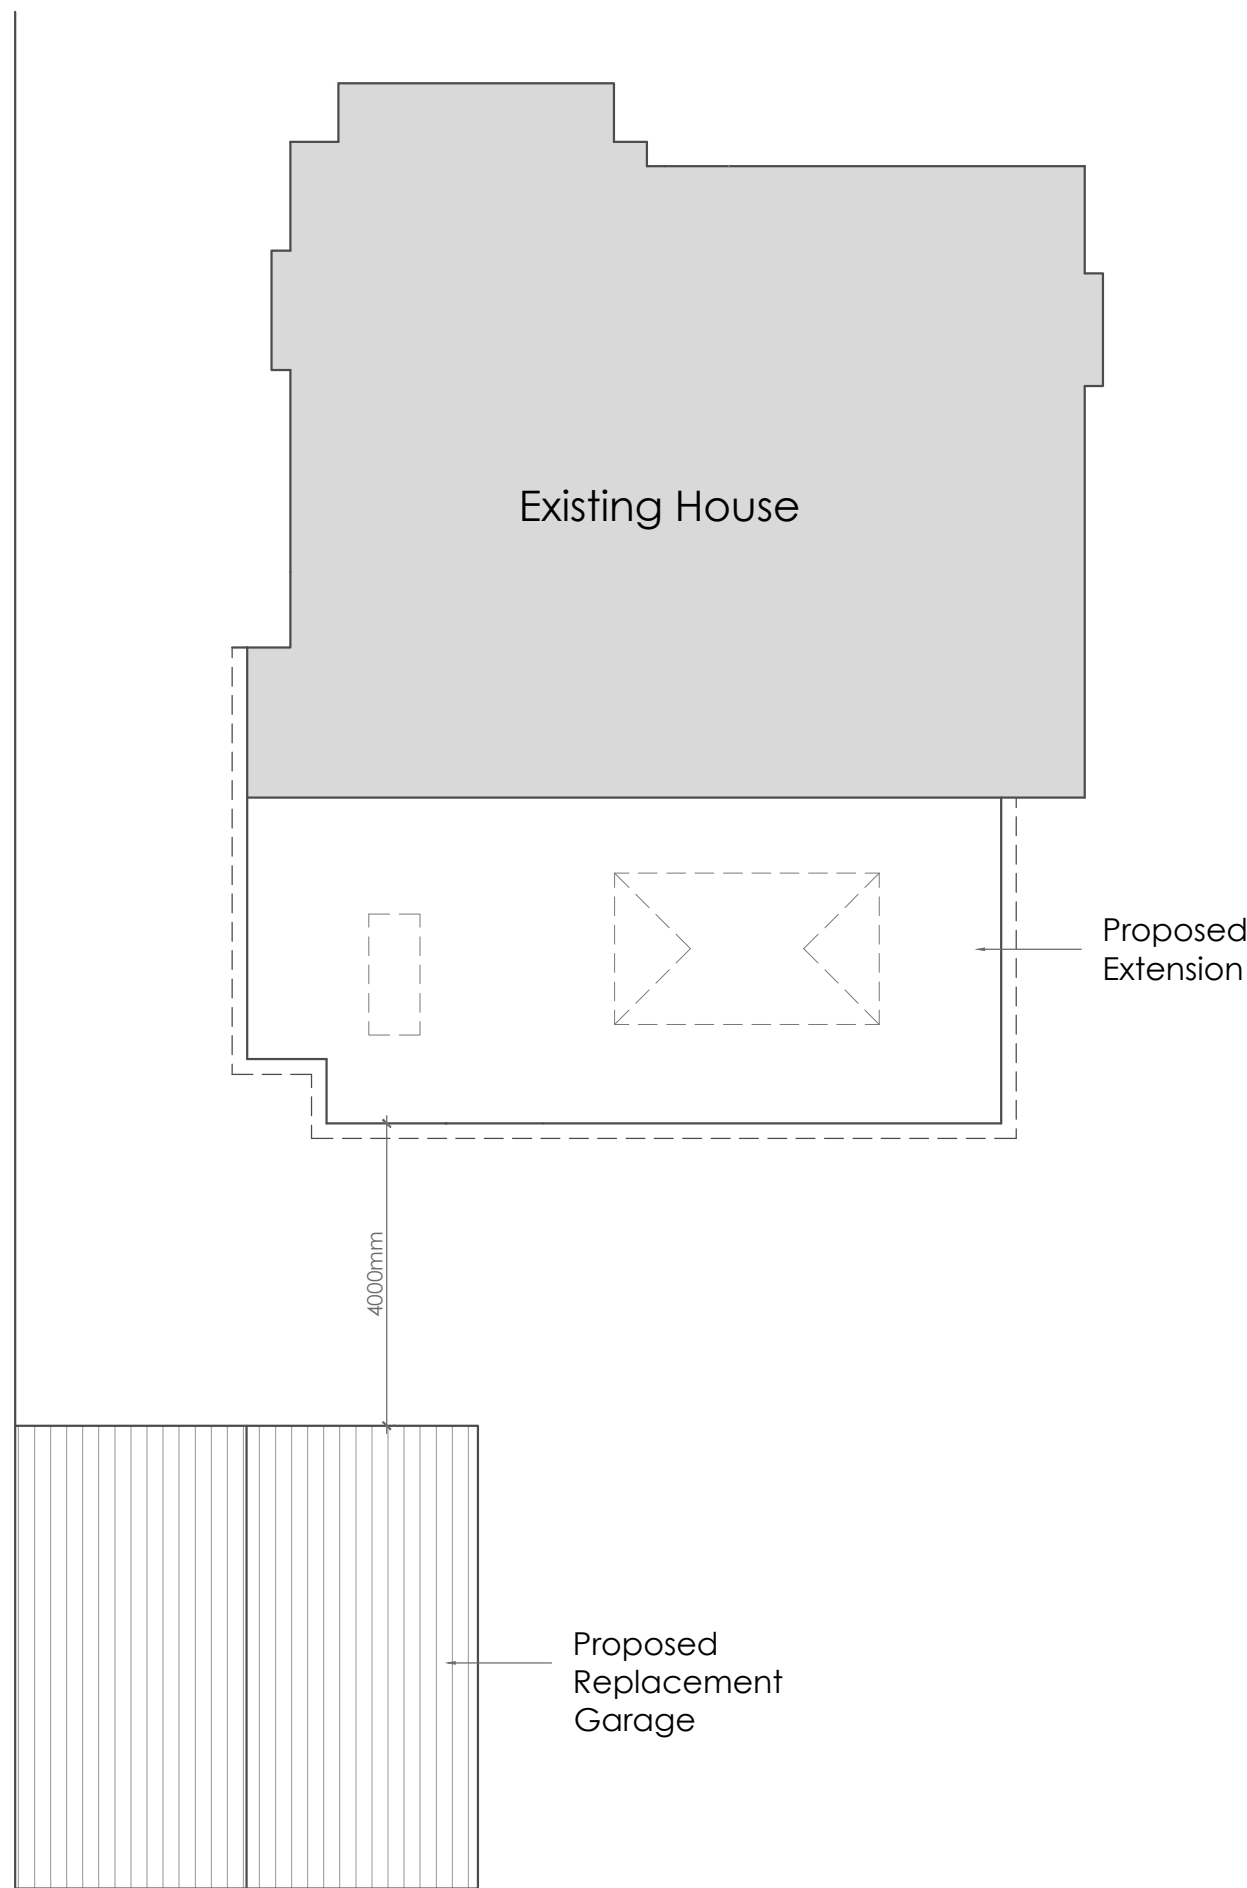 Existing House
Proposed
Extension
4000mm
Proposed
Replacement
Garage